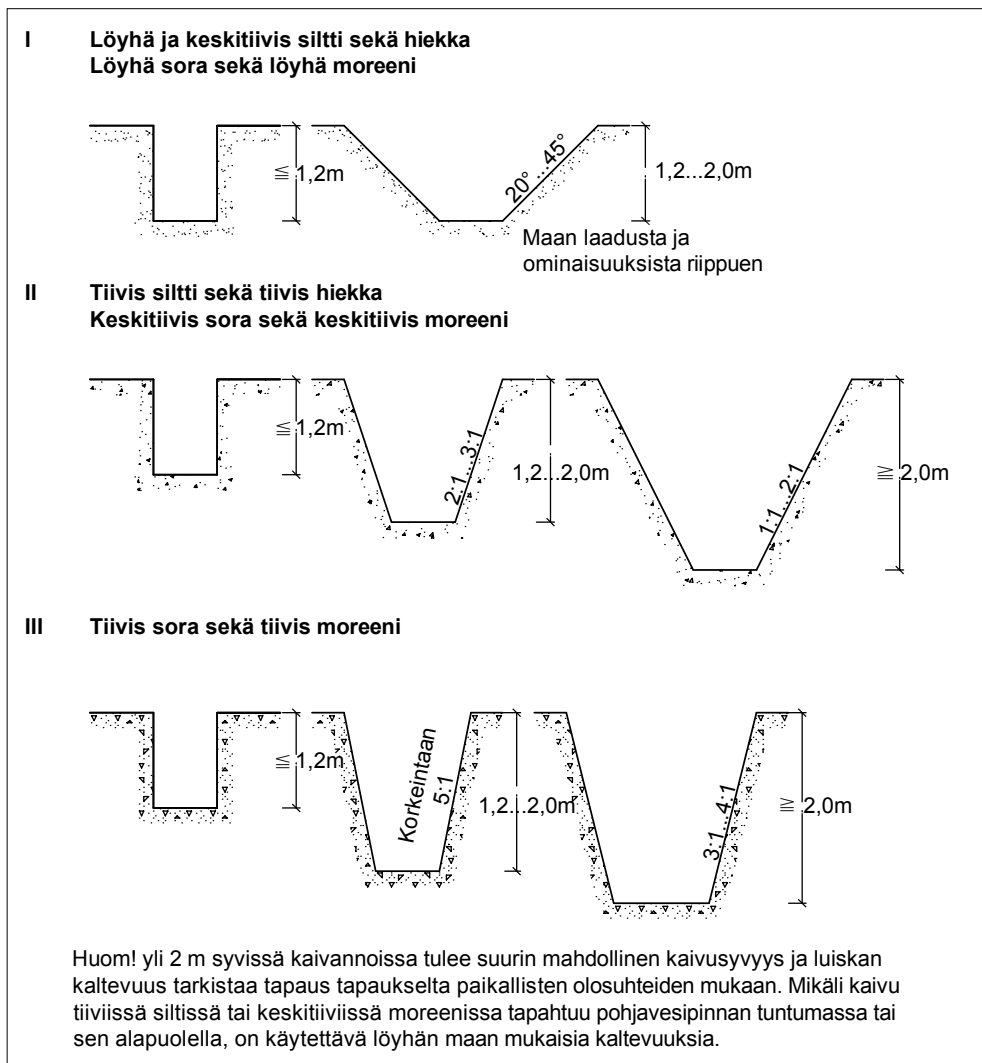 I Löyhä ja keskitiivis siltti sekä hiekka
Löyhä sora sekä löyhä moreeni
≦ 1,2m
20° ...45°
1,2...2,0m
Maan laadusta ja
ominaisuuksista riippuen
II Tiivis siltti sekä tiivis hiekka
Keskitiivis sora sekä keskitiivis moreeni
≦ 1,2m
2:1...3:1
1,2...2,0m
1:1...2:1
≧ 2,0m
III Tiivis sora sekä tiivis moreeni
≦ 1,2m
Korkeintaan
5:1
1,2...2,0m
3:1...4:1
≧ 2,0m
Huom! yli 2 m syvissä kaivannoissa tulee suurin mahdollinen kaivusyvyys ja luiskan
kaltevuus tarkistaa tapaus tapaukselta paikallisten olosuhteiden mukaan. Mikäli kaivu
tiiviissä siltissä tai keskitiiviissä moreenissa tapahtuu pohjavesipinnan tuntumassa tai
sen alapuolella, on käytettävä löyhän maan mukaisia kaltevuuksia.